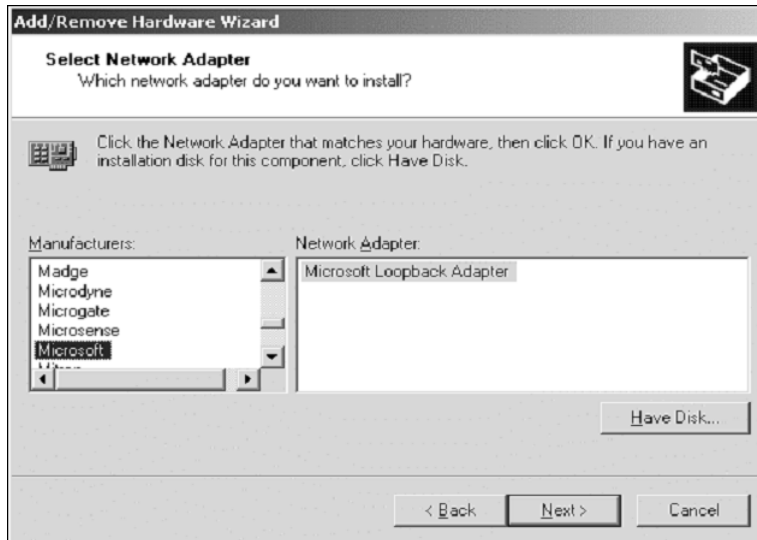 Add/Remove Hardware Wizard
Select Network Adapter
Which network adapter do you want to install?
Click the Network Adapter that matches your hardware, then click OK. If you have an
installation disk for this component, click Have Disk.
Manufacturers:
Madge
Microdyne
Microgate
Microsense
Microsoft
Network Adapter:
Microsoft Loopback Adapter
Have Disk...
< Back
Next >
Cancel